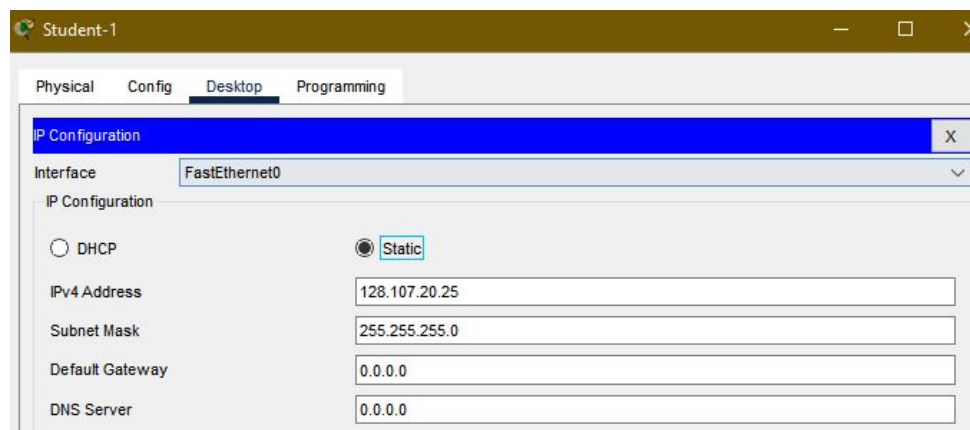 Student-1
Physical Config Desktop Programming
IP Configuration X
Interface FastEthernet0
IP Configuration
DHCP Static
IPv4 Address 128.107.20.25
Subnet Mask 255.255.255.0
Default Gateway 0.0.0.0
DNS Server 0.0.0.0